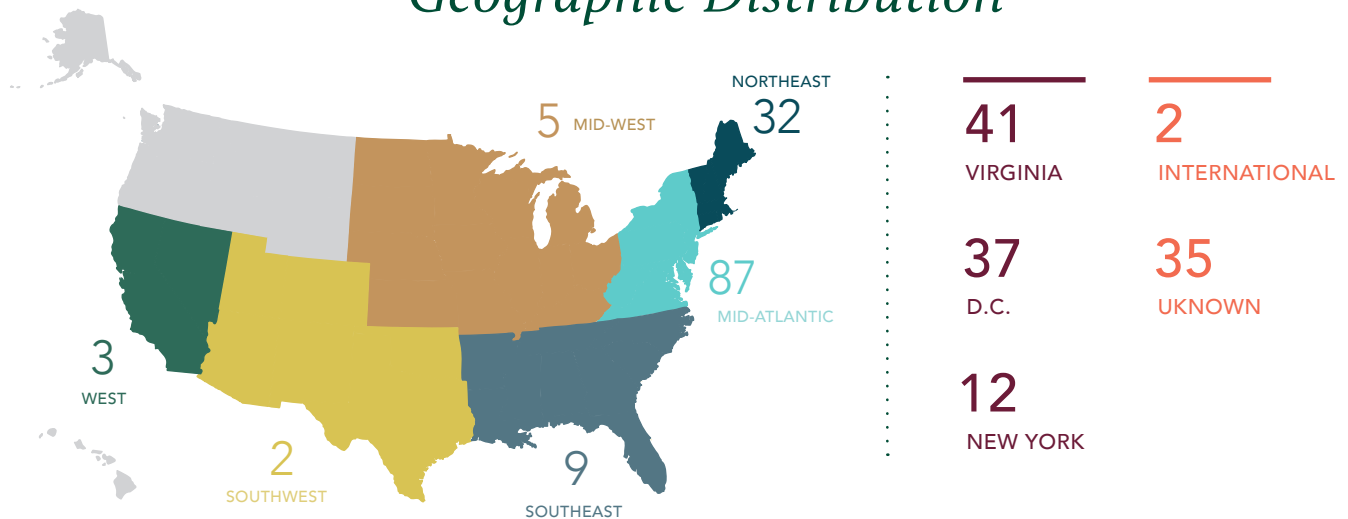 Geographic Distribution
NORTHEAST
32
5 MID-WEST
87
MID-ATLANTIC
3
WEST
2
SOUTHWEST
9
SOUTHEAST
41
VIRGINIA
2
INTERNATIONAL
37
D.C.
35
UKNOWN
12
NEW YORK